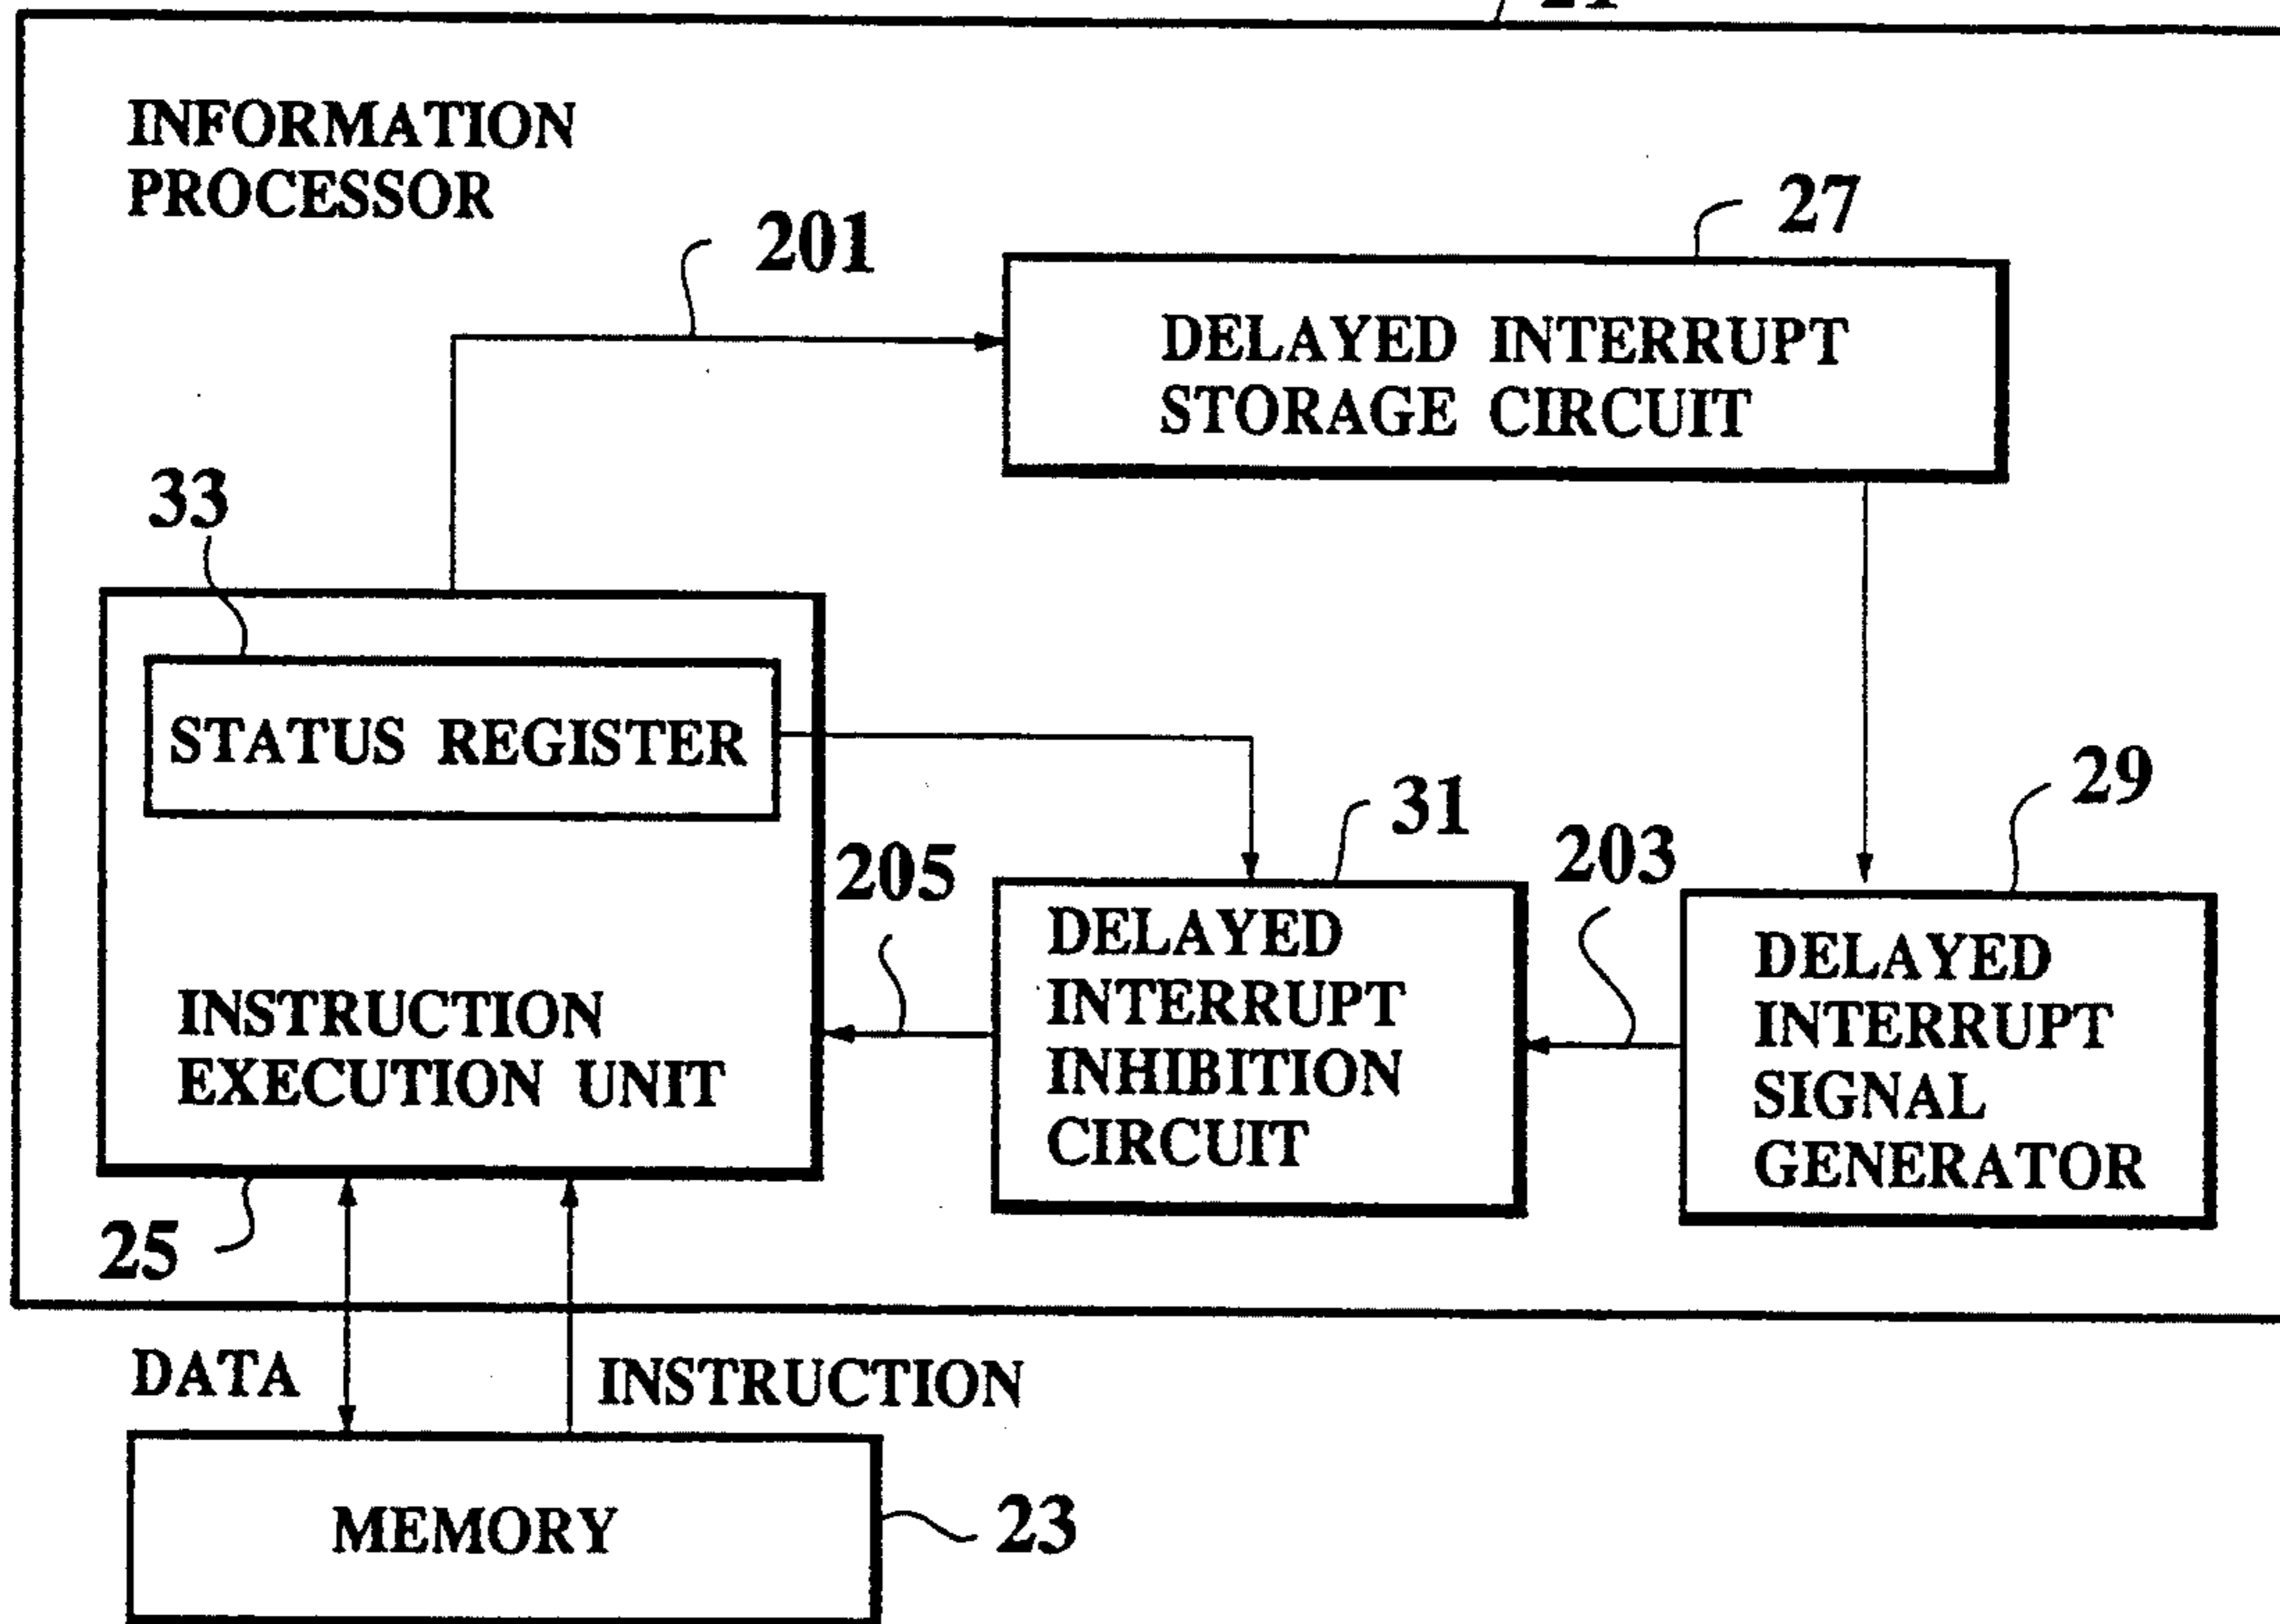 INFORMATION
PROCESSOR
201
27
DELAYED INTERRUPT
STORAGE CIRCUIT
33
STATUS REGISTER
31
29
205
203
DELAYED
INTERRUPT
INHIBITION
CIRCUIT
DELAYED
INTERRUPT
SIGNAL
GENERATOR
INSTRUCTION
EXECUTION UNIT
25
DATA
INSTRUCTION
MEMORY
23